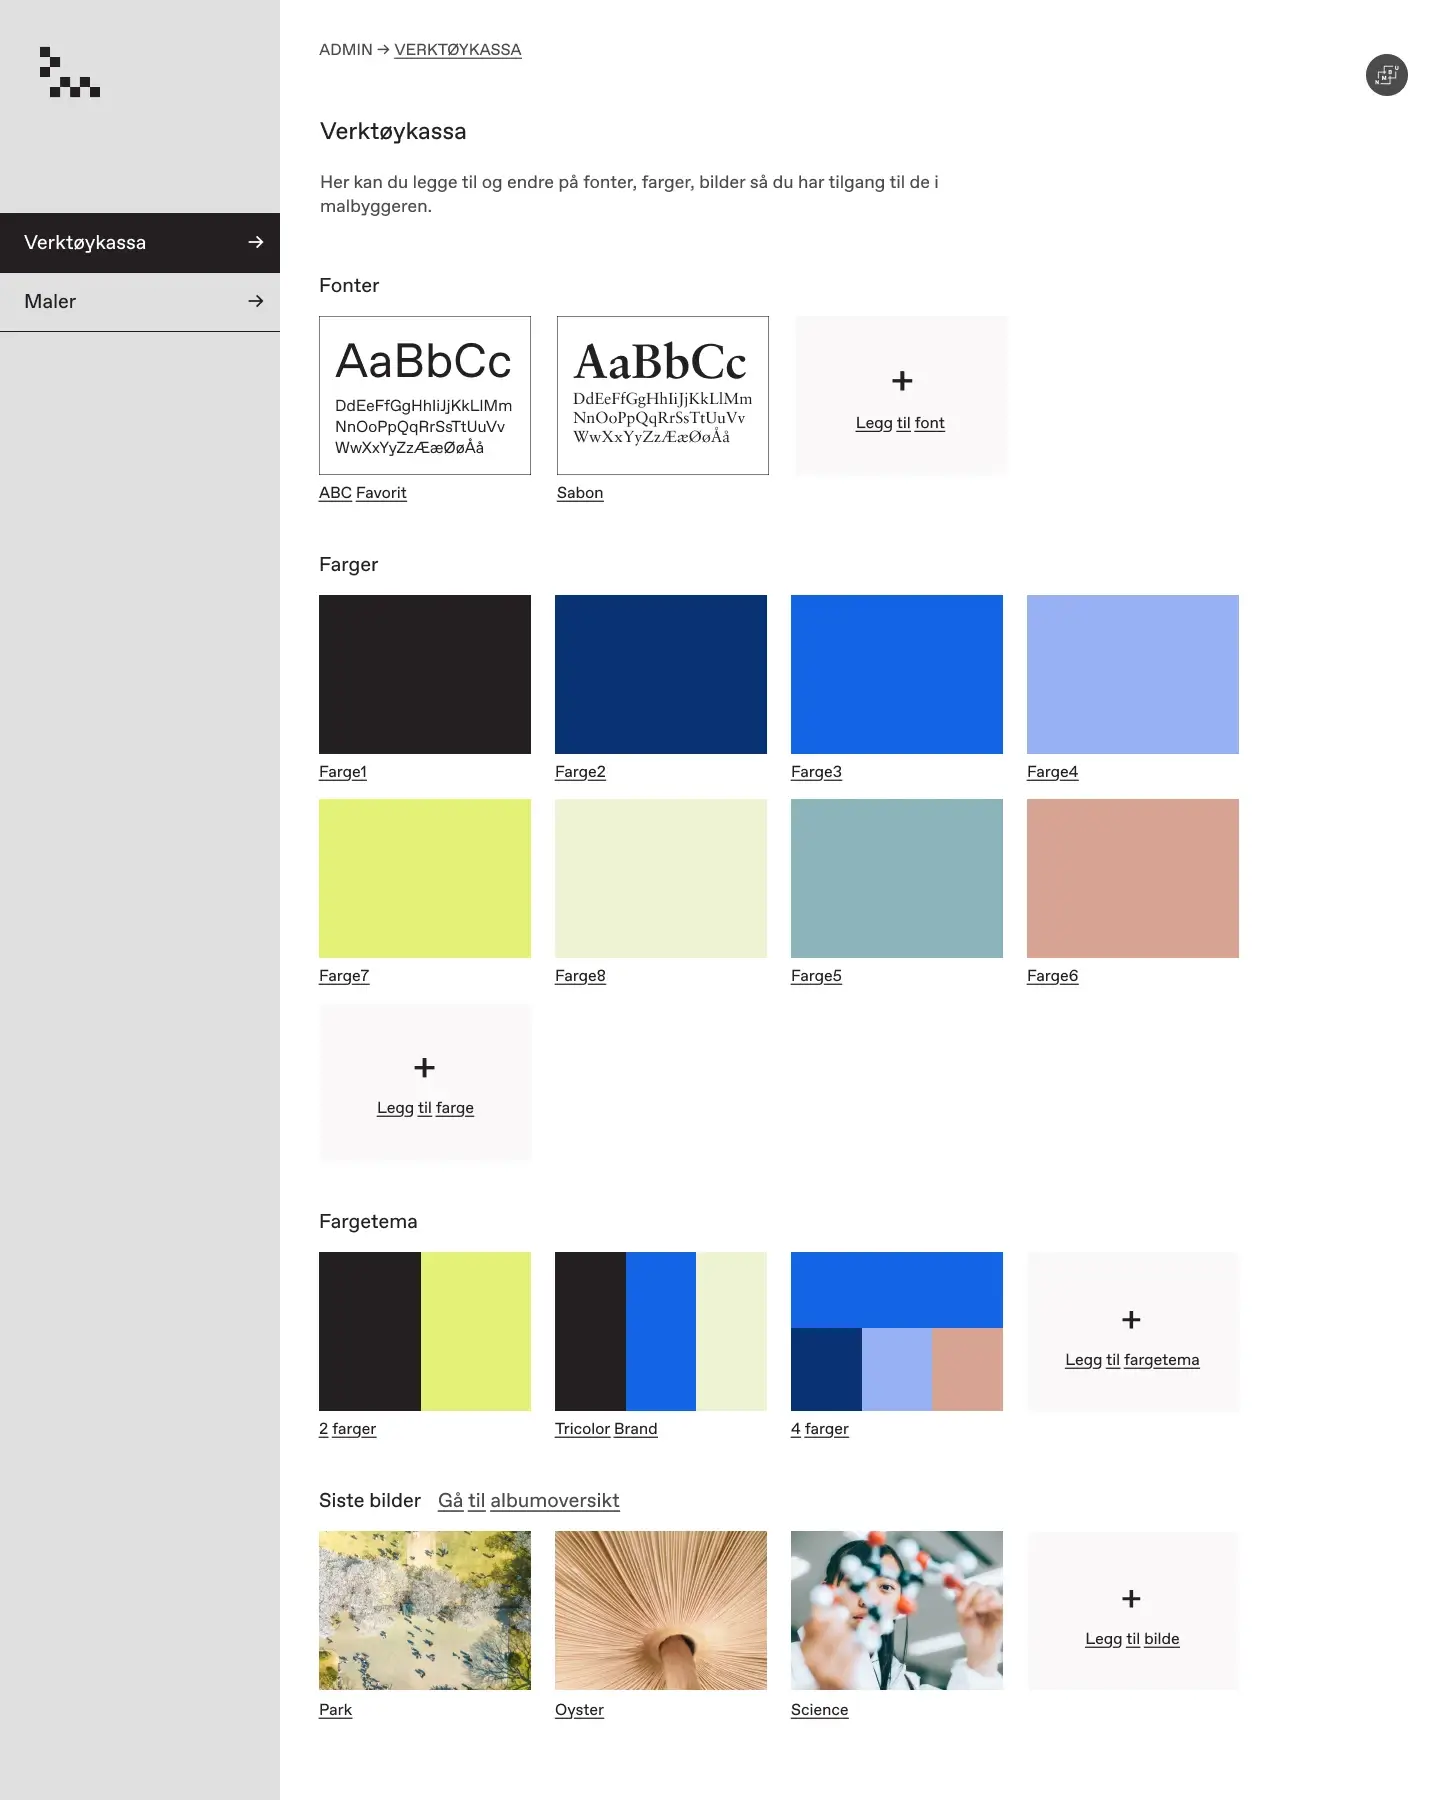 ADMIN → VERKTØYKASSA
N M B U
Verktøykassa
Her kan du legge til og endre på fonter, farger, bilder så du har tilgang til de i
malbyggeren.
Verktøykassa →
Maler →
Fonter
AaBbCc
DdEeFfGgHhIiJjKkLlMm
NnOoPpQqRrSsTtUuVv
WwXxYyZzÆæØøÅå
ABC Favorit
AaBbCc
DdEeFfGgHhIiJjKkLlMm
NnOoPpQqRrSsTtUuVv
WwXxYyZzÆæØøÅå
Sabon
+
Legg til font
Farger
Farge1
Farge2
Farge3
Farge4
Farge7
Farge8
Farge5
Farge6
+
Legg til farge
Fargetema
2 farger
Tricolor Brand
4 farger
+
Legg til fargetema
Siste bilder Gå til albumoversikt
Park
Oyster
Science
+
Legg til bilde